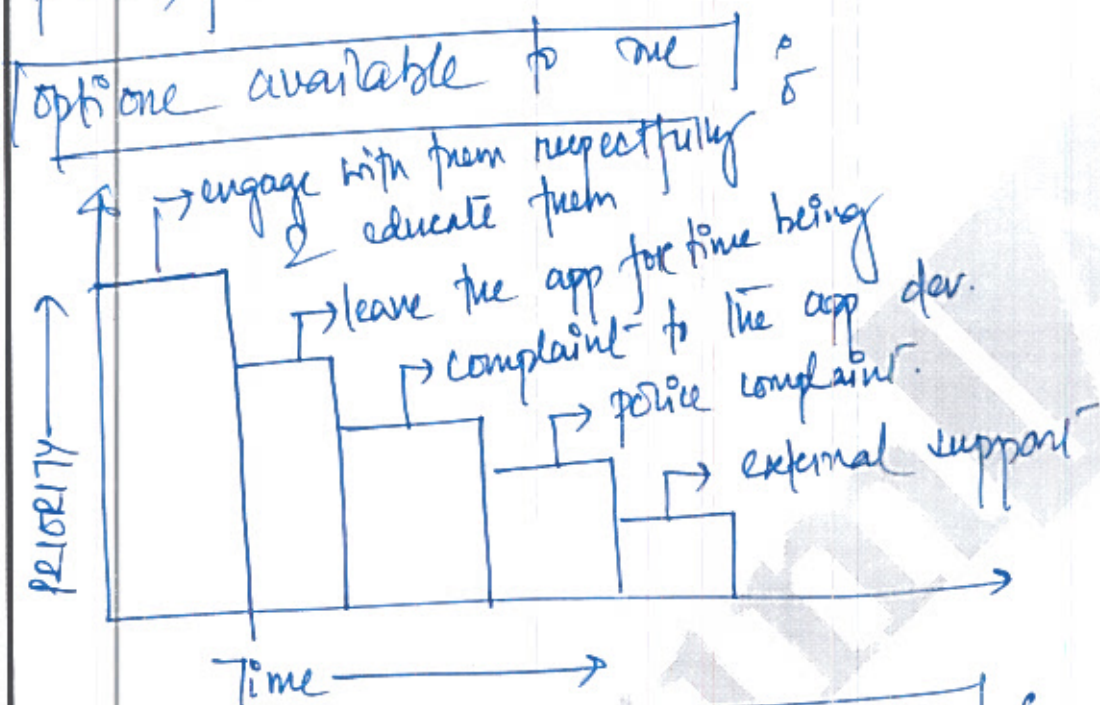 options available to me :
→ engage with them respectfully
& educate them
→ leave the app for time being
→ complaint to the app dev.
→ police complaint.
→ external support
PRIORITY →
Time →